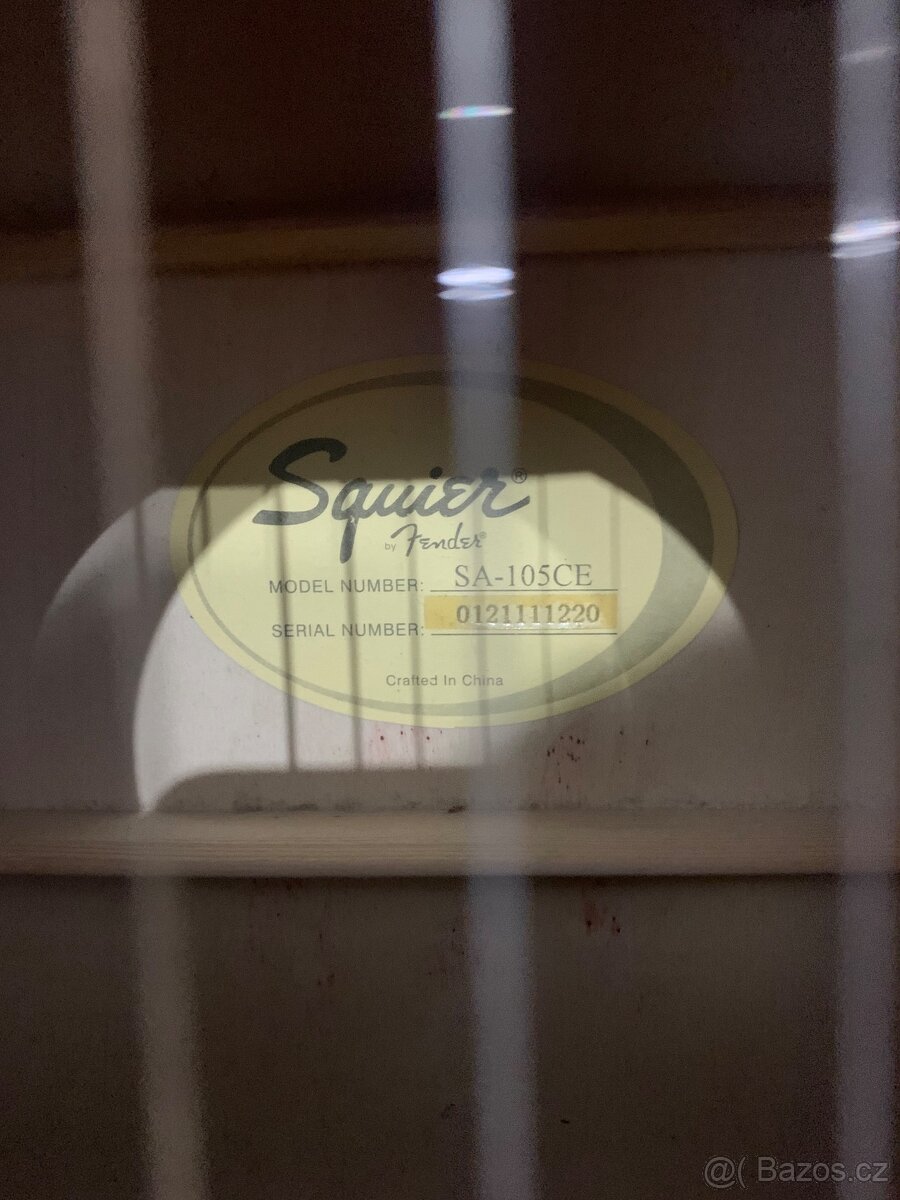 Squier®
by Fender®
MODEL NUMBER: SA-105CE
SERIAL NUMBER: 0121111220
Crafted In China
@( Bazos.cz